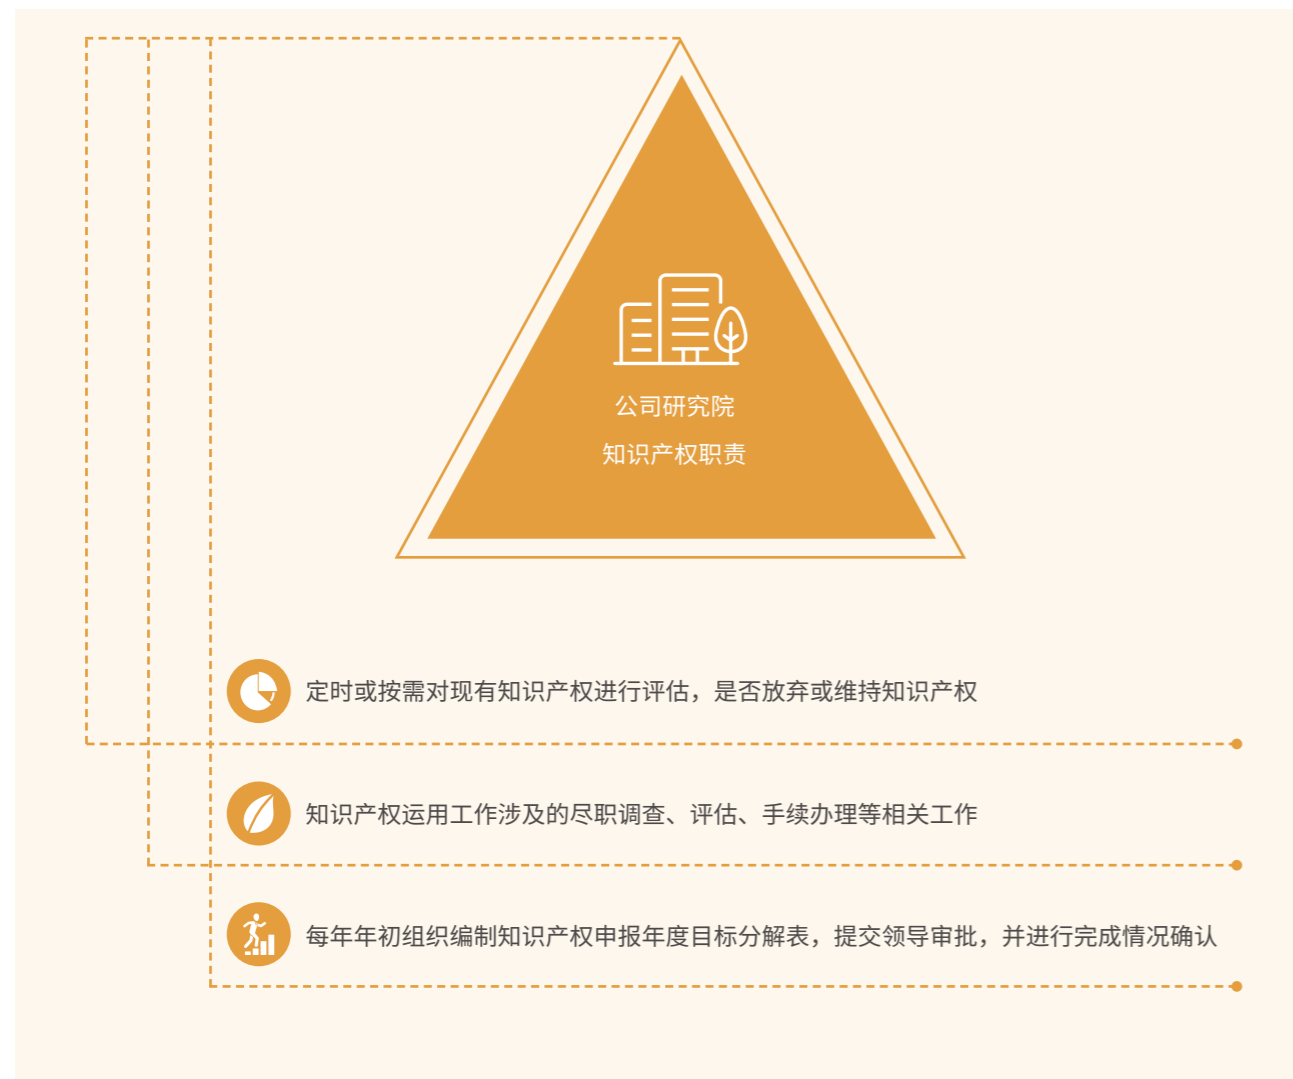 公司研究院
知识产权职责
定时或按需对现有知识产权进行评估，是否放弃或维持知识产权
知识产权运用工作涉及的尽职调查、评估、手续办理等相关工作
每年年初组织编制知识产权申报年度目标分解表，提交领导审批，并进行完成情况确认